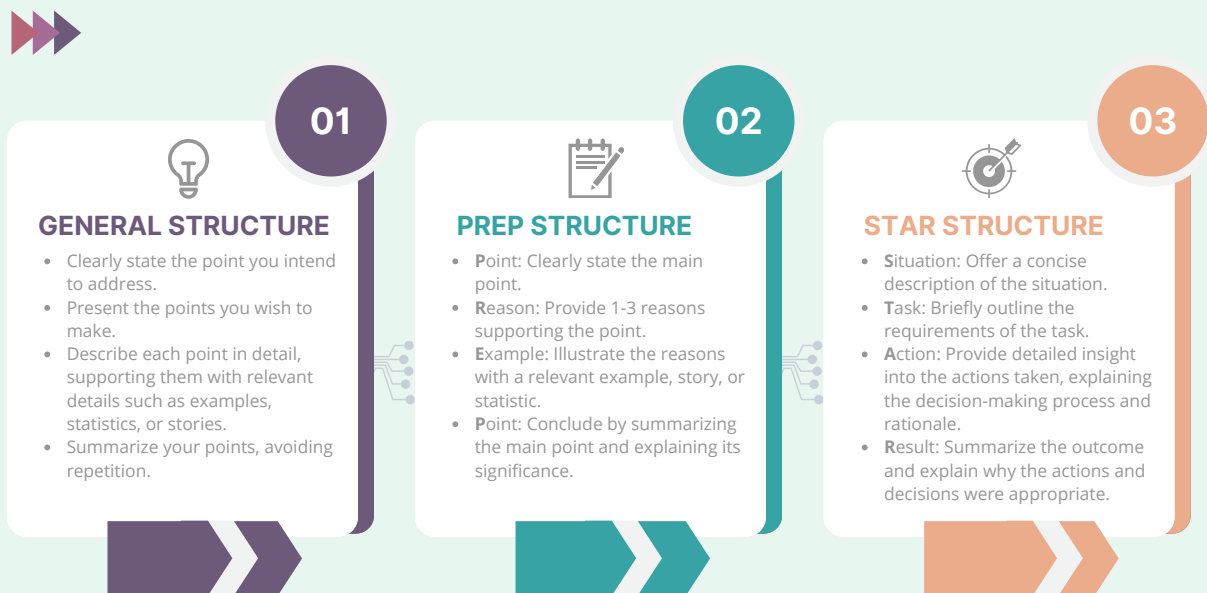 01
GENERAL STRUCTURE
• Clearly state the point you intend
to address.
• Present the points you wish to
make.
• Describe each point in detail,
supporting them with relevant
details such as examples,
statistics, or stories.
• Summarize your points, avoiding
repetition.
02
PREP STRUCTURE
• Point: Clearly state the main
point.
• Reason: Provide 1-3 reasons
supporting the point.
• Example: Illustrate the reasons
with a relevant example, story, or
statistic.
• Point: Conclude by summarizing
the main point and explaining its
significance.
03
STAR STRUCTURE
• Situation: Offer a concise
description of the situation.
• Task: Briefly outline the
requirements of the task.
• Action: Provide detailed insight
into the actions taken, explaining
the decision-making process and
rationale.
• Result: Summarize the outcome
and explain why the actions and
decisions were appropriate.